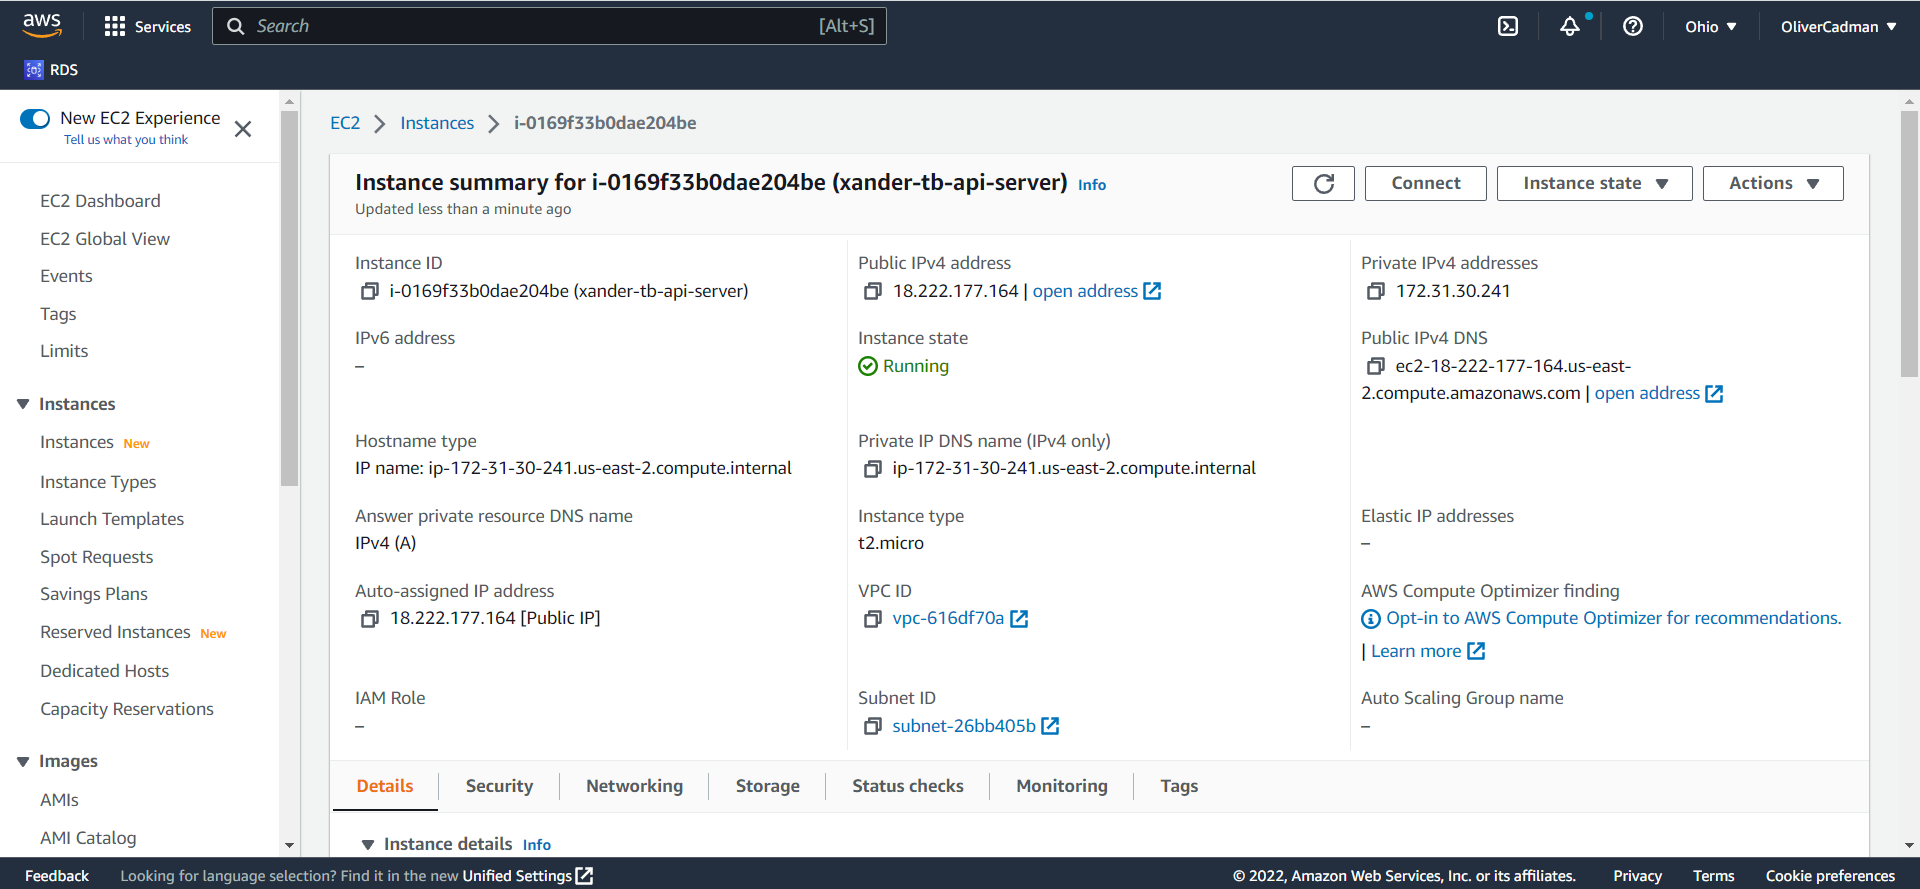 aws
Services
Search
[Alt+S]
Ohio
OliverCadman
RDS
New EC2 Experience
Tell us what you think
EC2 Dashboard
EC2 Global View
Events
Tags
Limits
Instances
Instances New
Instance Types
Launch Templates
Spot Requests
Savings Plans
Reserved Instances New
Dedicated Hosts
Capacity Reservations
Images
AMIs
AMI Catalog
EC2 Instances i-0169f33b0dae204be
Instance summary for i-0169f33b0dae204be (xander-tb-api-server) Info
Updated less than a minute ago
Connect
Instance state
Actions
Instance ID
i-0169f33b0dae204be (xander-tb-api-server)
Public IPv4 address
18.222.177.164 | open address
Private IPv4 addresses
172.31.30.241
IPv6 address
–
Instance state
Running
Public IPv4 DNS
ec2-18-222-177-164.us-east-
2.compute.amazonaws.com | open address
Hostname type
IP name: ip-172-31-30-241.us-east-2.compute.internal
Private IP DNS name (IPv4 only)
ip-172-31-30-241.us-east-2.compute.internal
Answer private resource DNS name
IPv4 (A)
Instance type
t2.micro
Elastic IP addresses
–
Auto-assigned IP address
18.222.177.164 [Public IP]
VPC ID
vpc-616df70a
AWS Compute Optimizer finding
Opt-in to AWS Compute Optimizer for recommendations.
| Learn more
IAM Role
–
Subnet ID
subnet-26bb405b
Auto Scaling Group name
–
Details
Security
Networking
Storage
Status checks
Monitoring
Tags
Instance details Info
Feedback
Looking for language selection? Find it in the new Unified Settings
© 2022, Amazon Web Services, Inc. or its affiliates.
Privacy
Terms
Cookie preferences